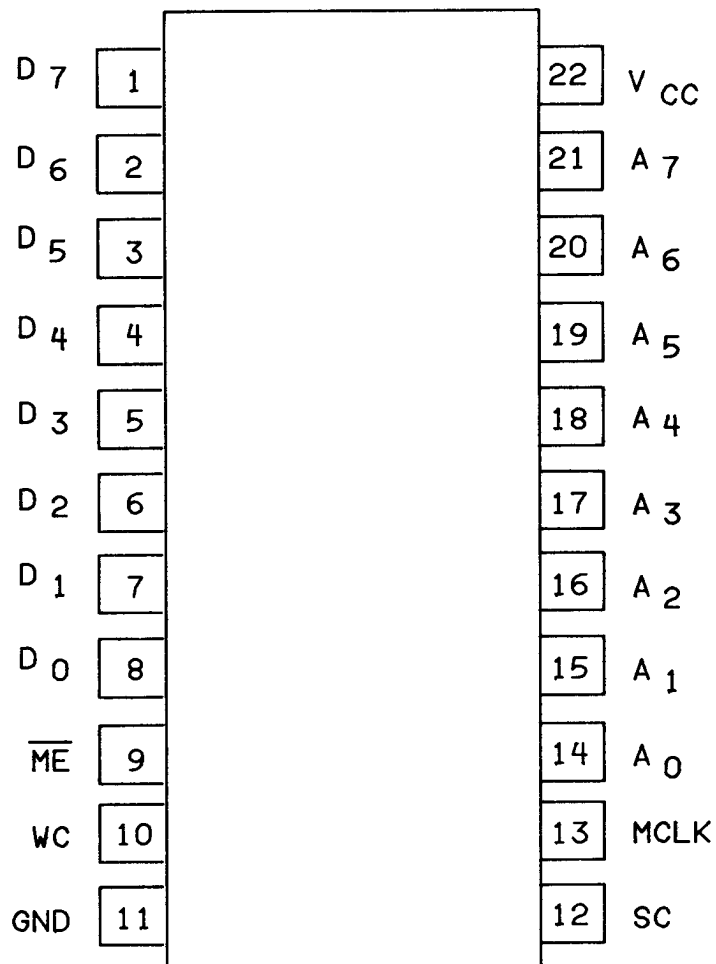 D7 1 22 VCC
D6 2 21 A7
D5 3 20 A6
D4 4 19 A5
D3 5 18 A4
D2 6 17 A3
D1 7 16 A2
D0 8 15 A1
M̅E̅ 9 14 A0
WC 10 13 MCLK
GND 11 12 SC